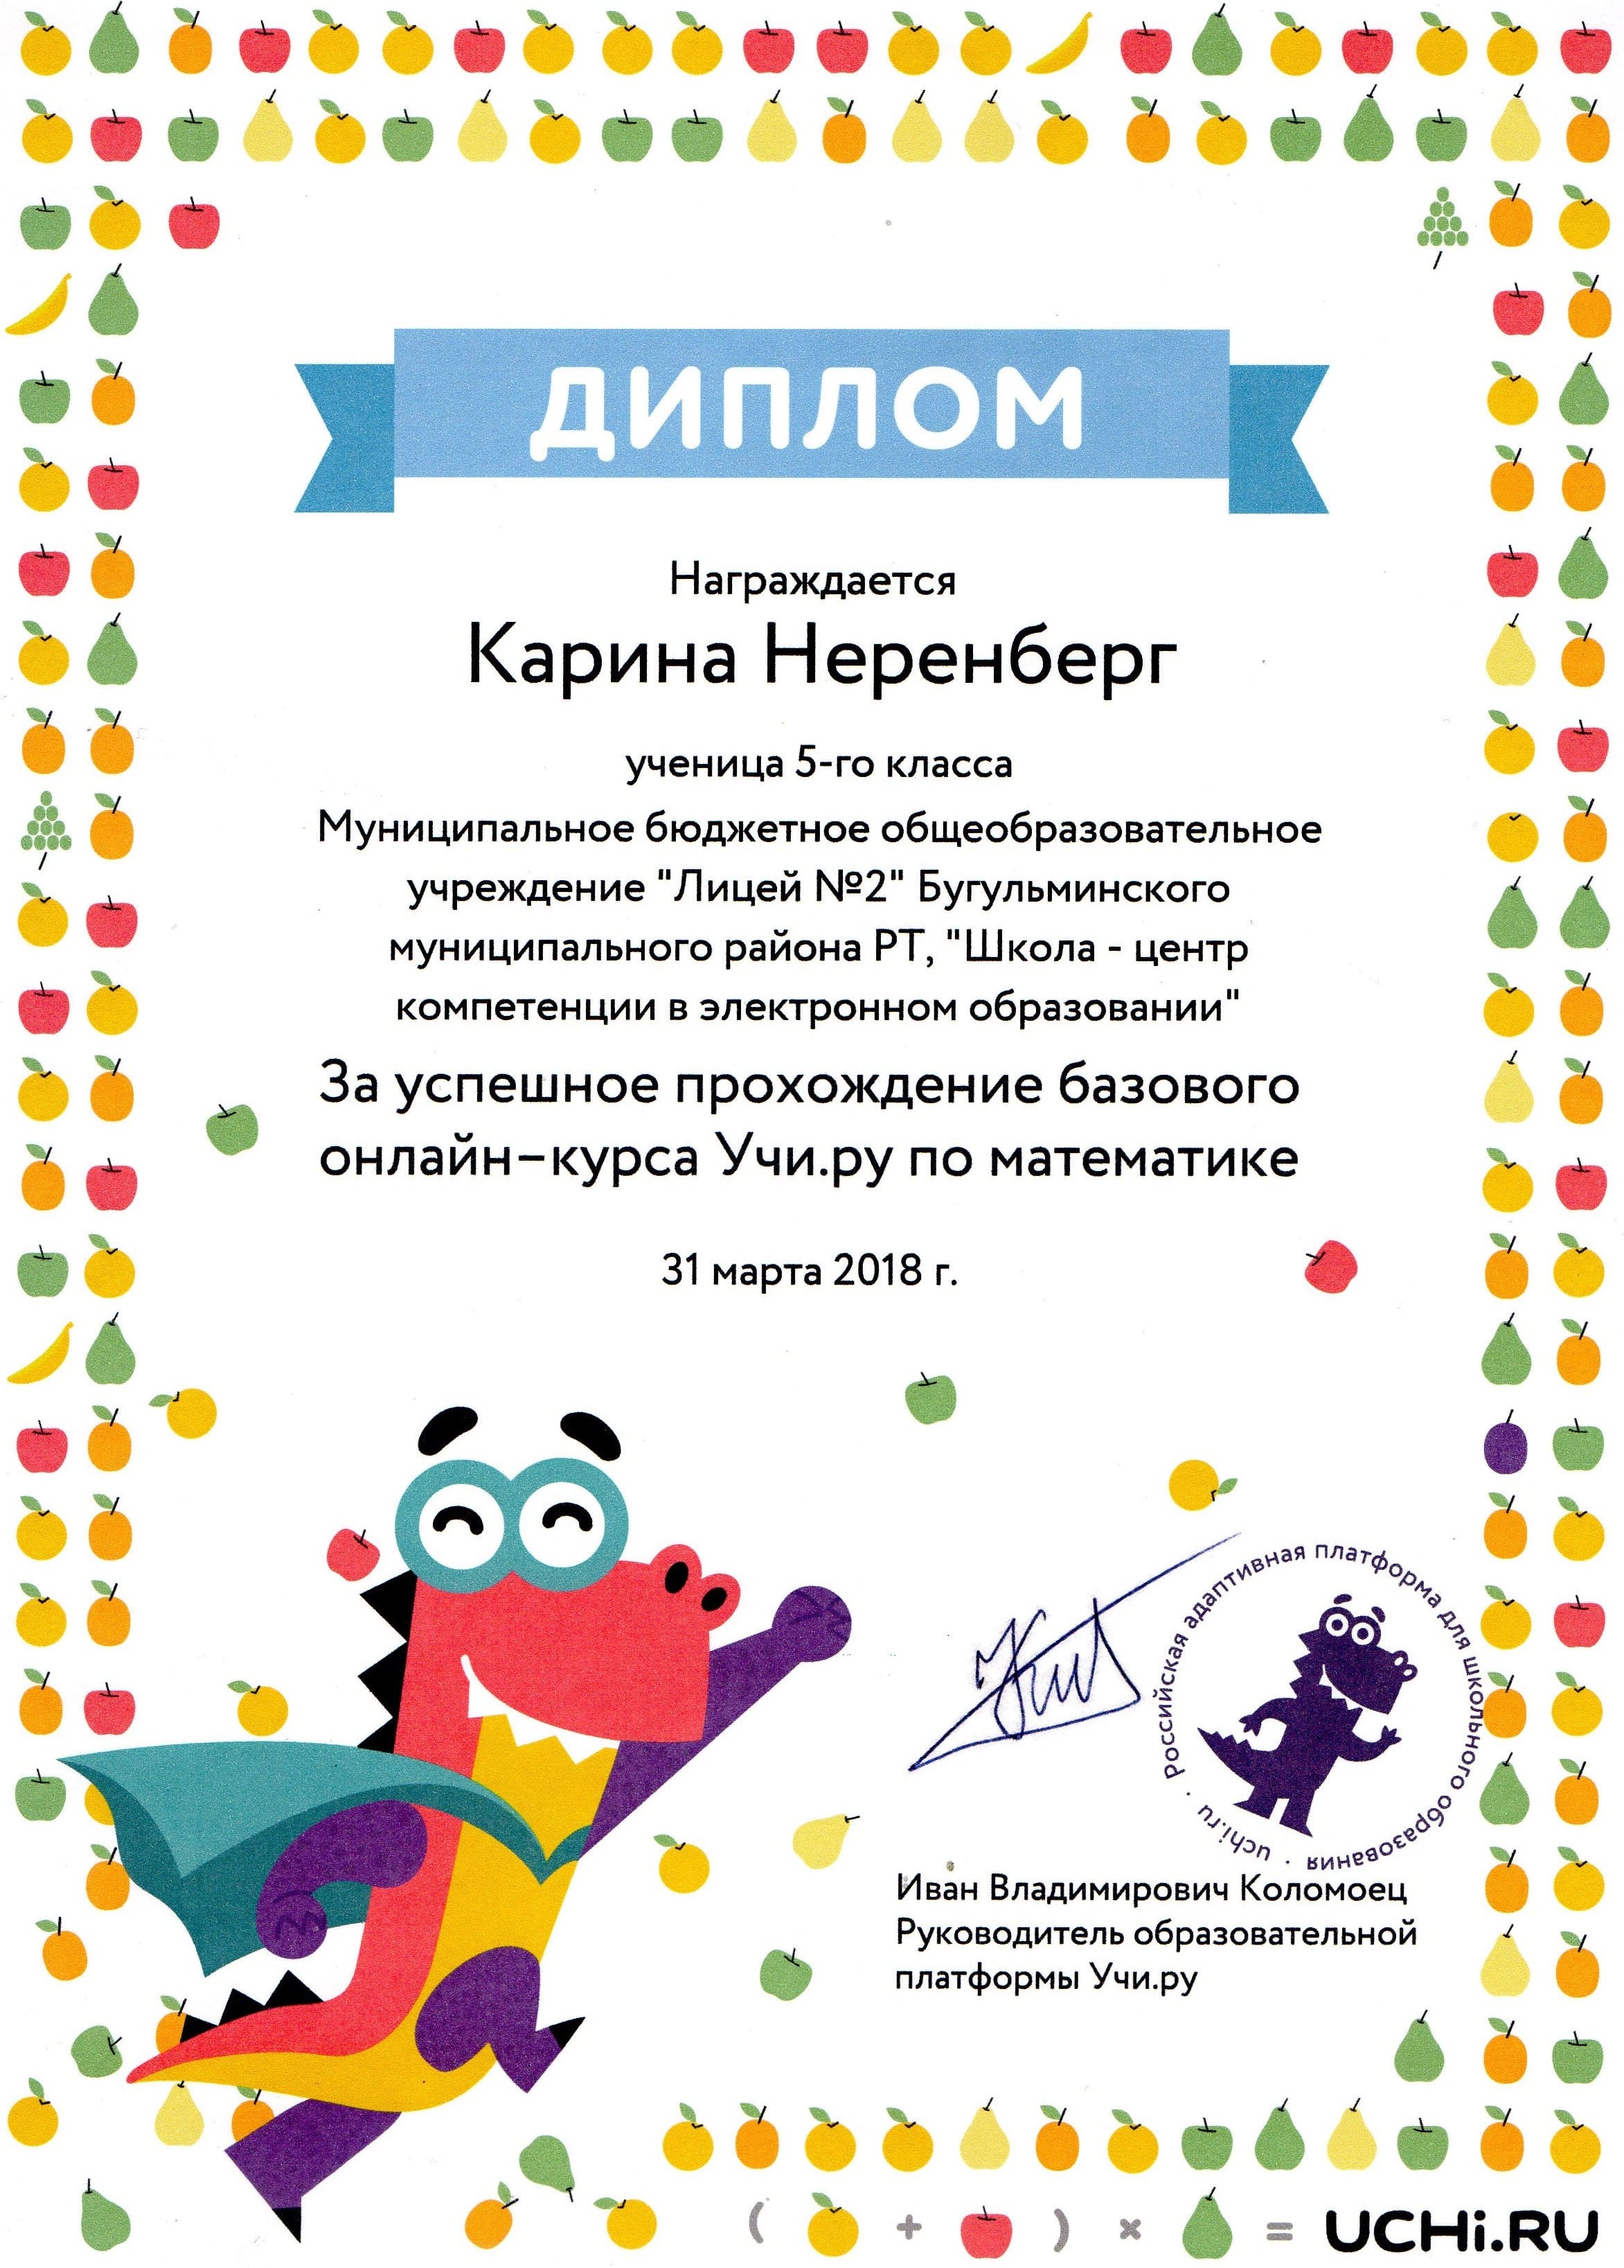 ДИПЛОМ
Награждается
Карина Неренберг
ученица 5-го класса
Муниципальное бюджетное общеобразовательное
учреждение "Лицей №2" Бугульминского
муниципального района РТ, "Школа - центр
компетенции в электронном образовании"
За успешное прохождение базового
онлайн–курса Учи.ру по математике
31 марта 2018 г.
Российская адаптивная платформа для школьного образования · uchi.ru ·
Иван Владимирович Коломоец
Руководитель образовательной
платформы Учи.ру
( + ) × = UCHi.RU